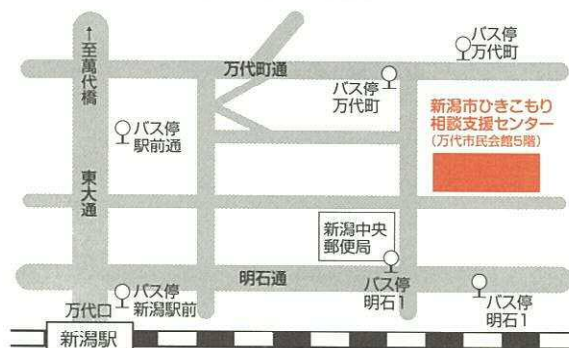 ↑至萬代橋
東大通
万代町通
バス停
万代町
バス停
万代町
新潟市ひきこもり
相談支援センター
(万代市民会館5階)
バス停
駅前通
新潟中央
郵便局
明石通
バス停
明石1
バス停
明石1
バス停
新潟駅前
万代口
新潟駅